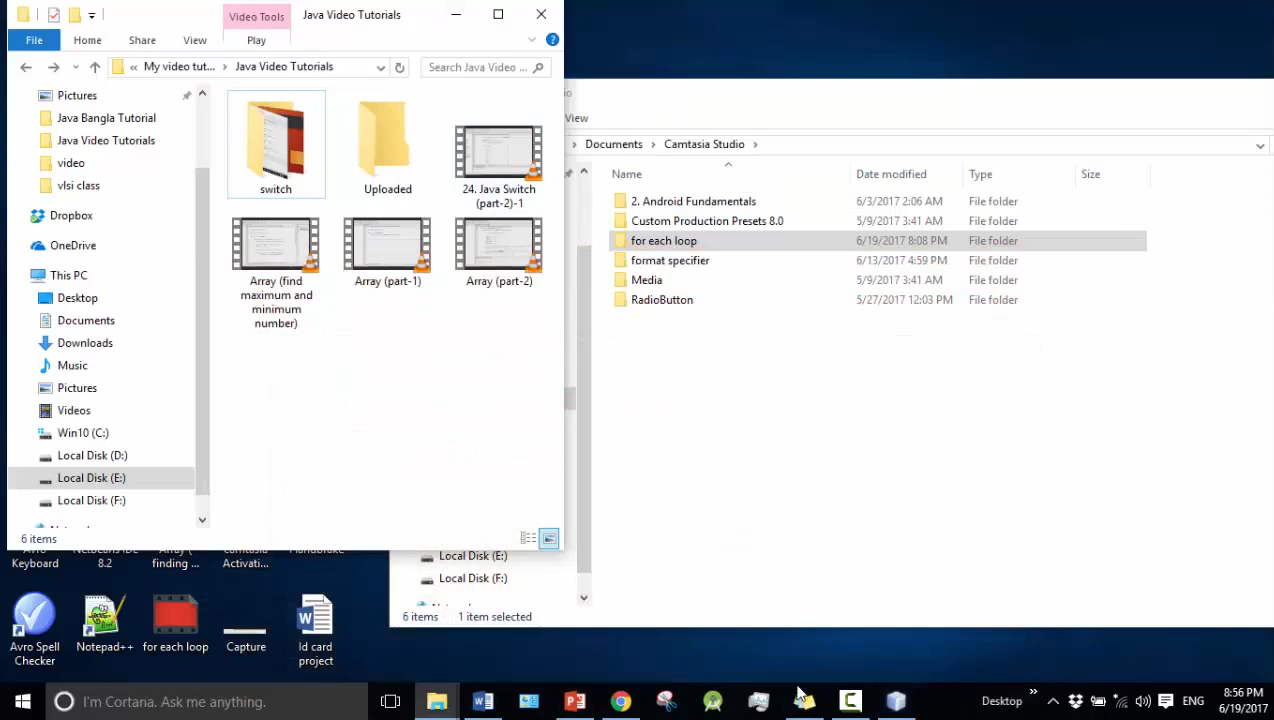 Video Tools
Java Video Tutorials
File
Home
Share
View
Play
«
My video tut...
Java Video Tutorials
Search Java Video ...
Pictures
Java Bangla Tutorial
Java Video Tutorials
video
vlsi class
Dropbox
OneDrive
This PC
Desktop
Documents
Downloads
Music
Pictures
Videos
Win10 (C:)
Local Disk (D:)
Local Disk (E:)
Local Disk (F:)
switch
Uploaded
24. Java Switch
(part-2)-1
Array (find
maximum and
minimum
number)
Array (part-1)
Array (part-2)
6 items
View
Documents
Camtasia Studio
Name
Date modified
Type
Size
2. Android Fundamentals
6/3/2017 2:06 AM
File folder
Custom Production Presets 8.0
5/9/2017 3:41 AM
File folder
for each loop
6/19/2017 8:08 PM
File folder
format specifier
6/13/2017 4:59 PM
File folder
Media
5/9/2017 3:41 AM
File folder
RadioButton
5/27/2017 12:03 PM
File folder
Local Disk (E:)
Local Disk (F:)
6 items
1 item selected
Keyboard
8.2
finding ...
Activati...
Avro Spell
Checker
Notepad++
for each loop
Capture
Id card
project
I'm Cortana. Ask me anything.
Desktop
»
ENG
8:56 PM
6/19/2017